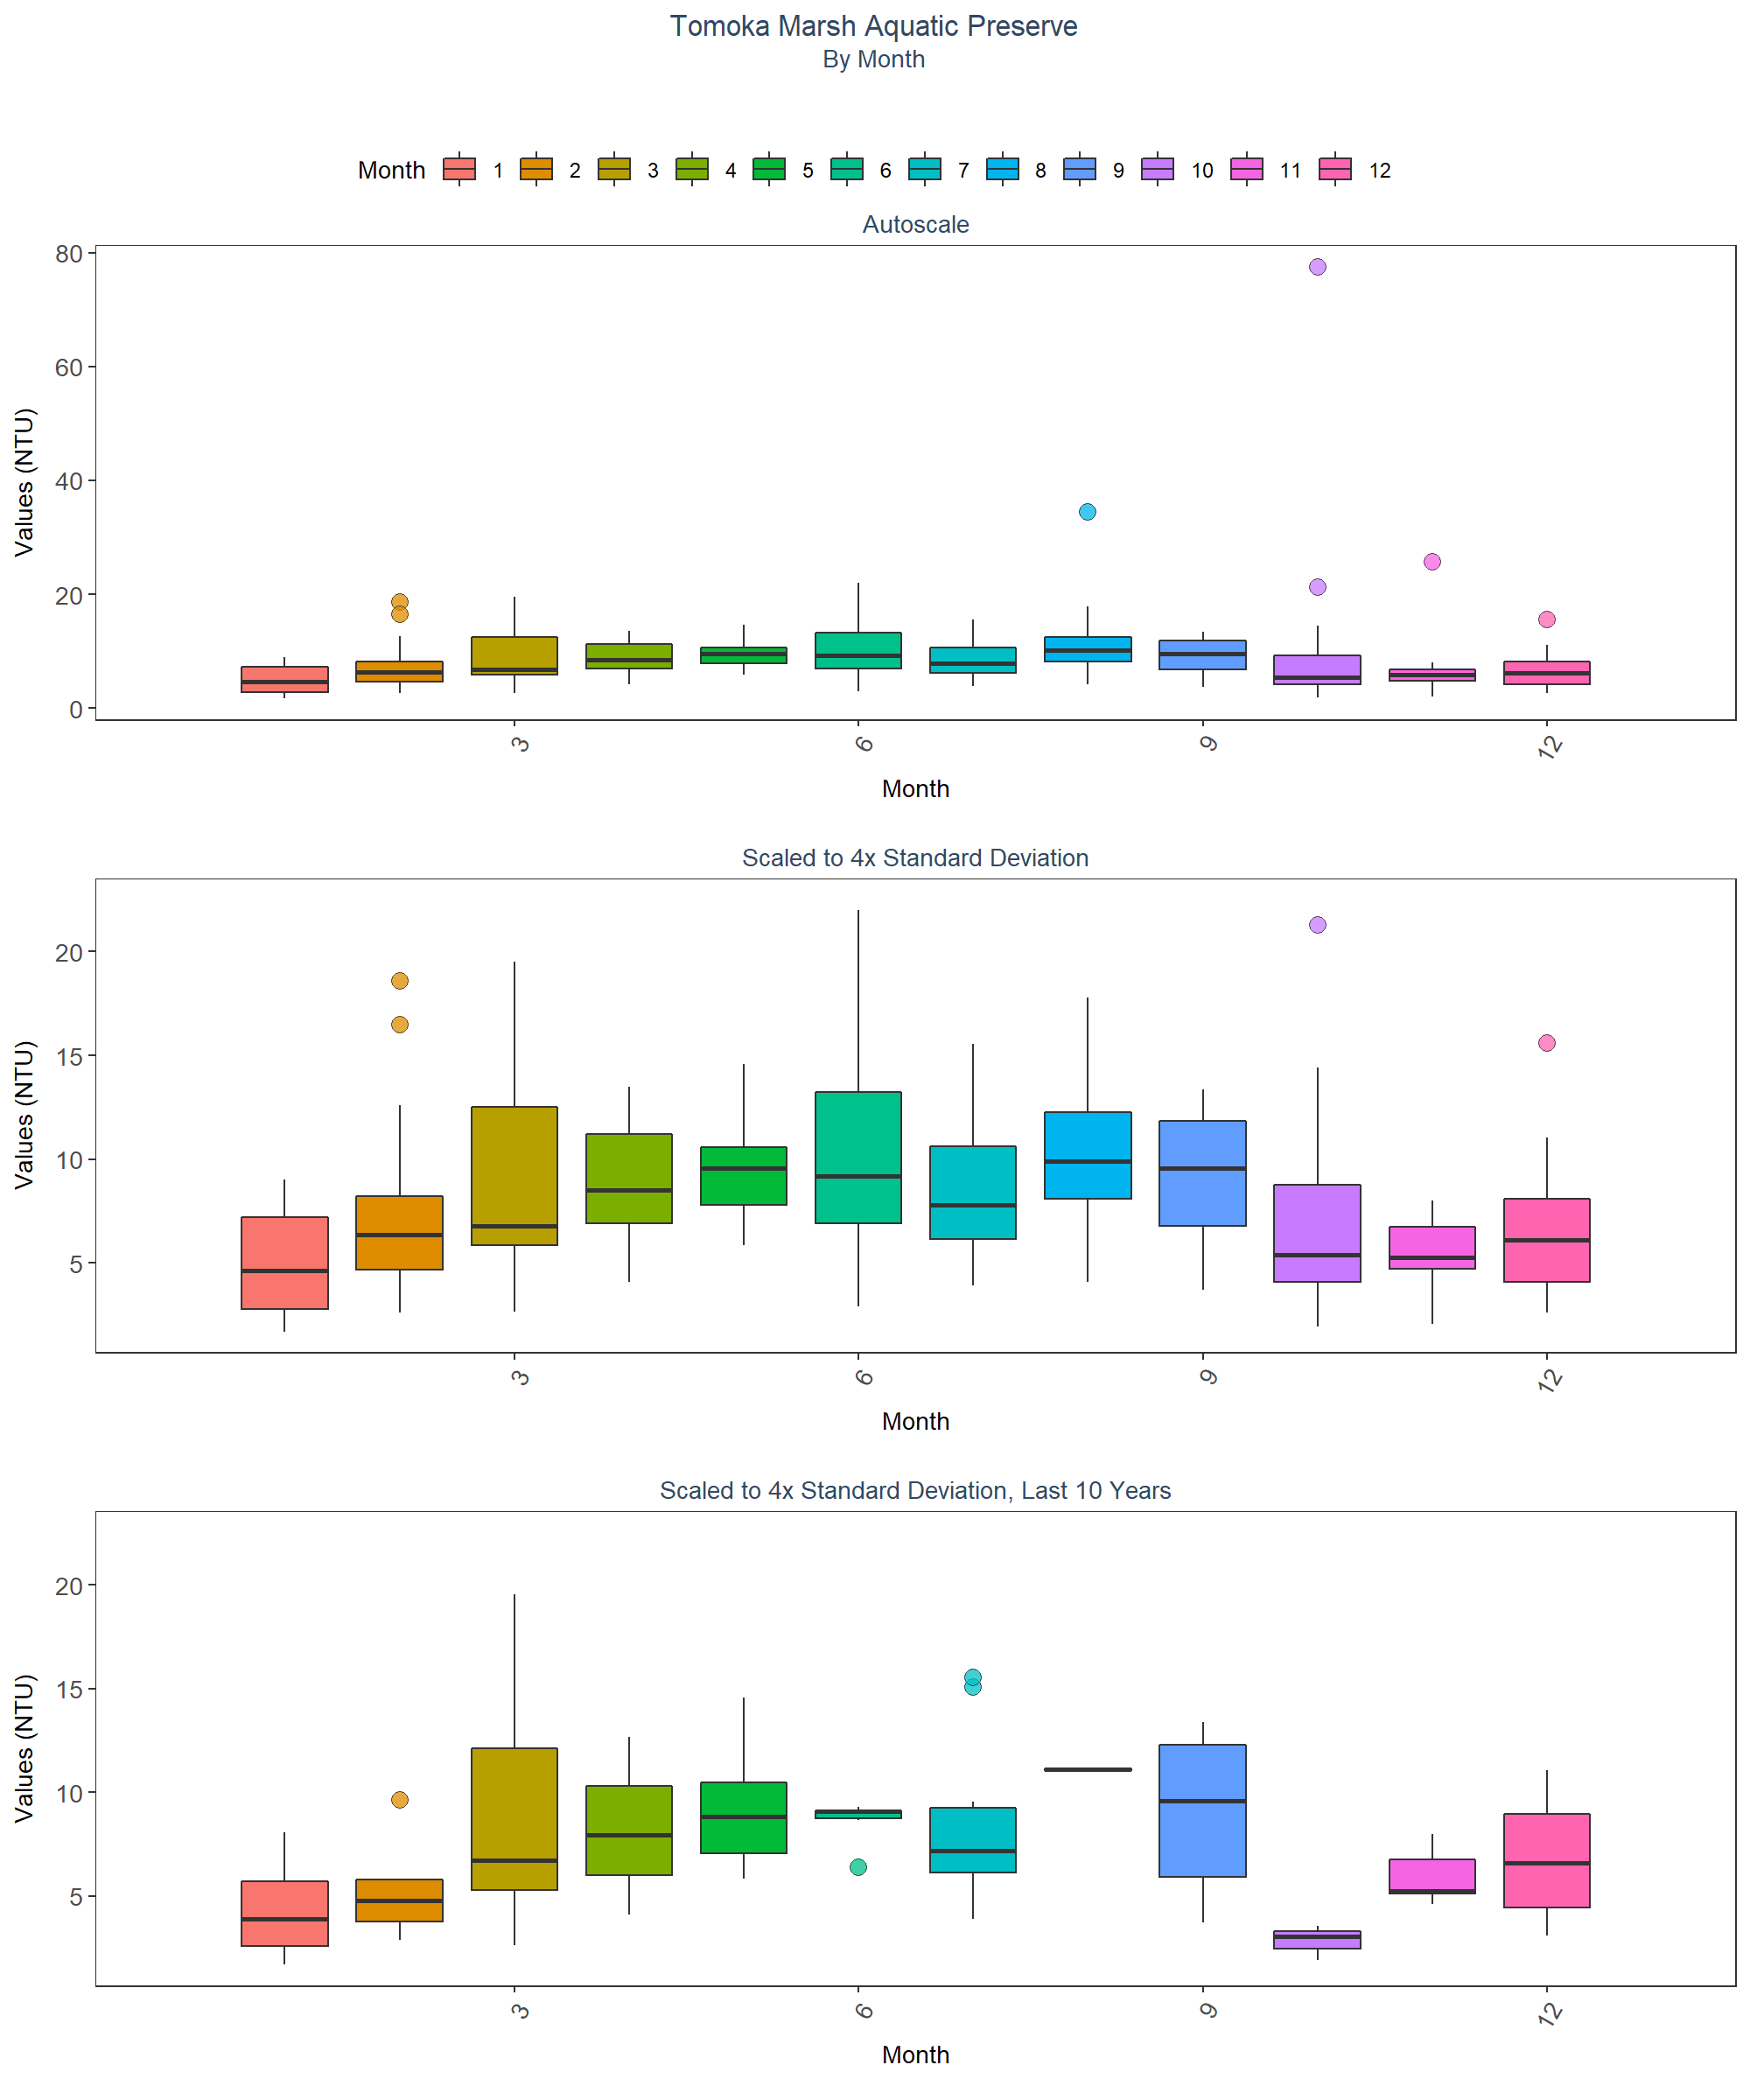 Tomoka Marsh Aquatic Preserve
By Month
Month 1 2 3 4 5 6 7 8 9 10 11 12
Autoscale
80
60
40
20
0
Values (NTU)
3 6 9 12
Month
Scaled to 4x Standard Deviation
20
15
10
5
Values (NTU)
3 6 9 12
Month
Scaled to 4x Standard Deviation, Last 10 Years
20
15
10
5
Values (NTU)
3 6 9 12
Month